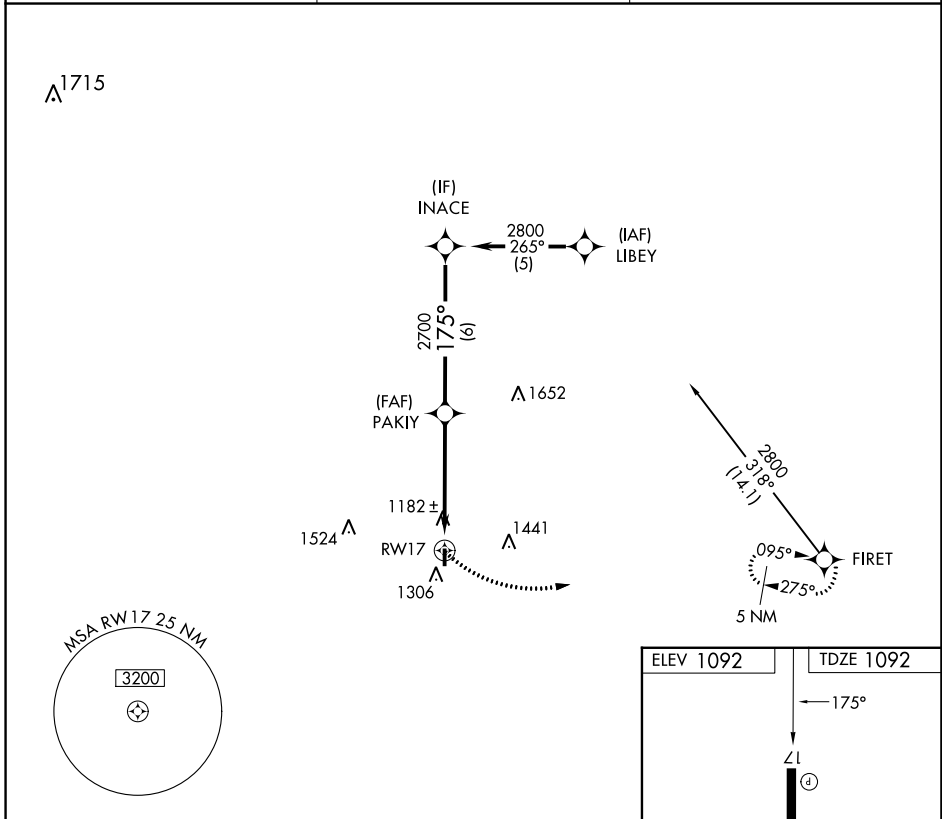 1715
(IF)
INACE
2800
265°
(5)
(IAF)
LIBEY
2700
175°
(6)
(FAF)
PAKIY
1652
2800
318°
(14.1)
1182 ±
1524
1441
RW17
1306
095°
275°
FIRET
5 NM
MSA RW17 25 NM
3200
ELEV 1092
TDZE 1092
175°
17
P